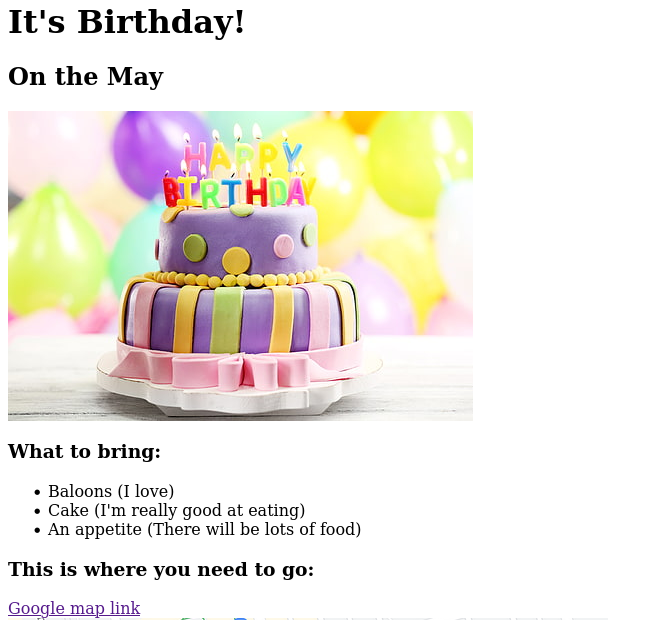 It's Birthday!
On the May
HAPPY
BIRTHDAY
What to bring:
Baloons (I love)
Cake (I'm really good at eating)
An appetite (There will be lots of food)
This is where you need to go:
Google map link